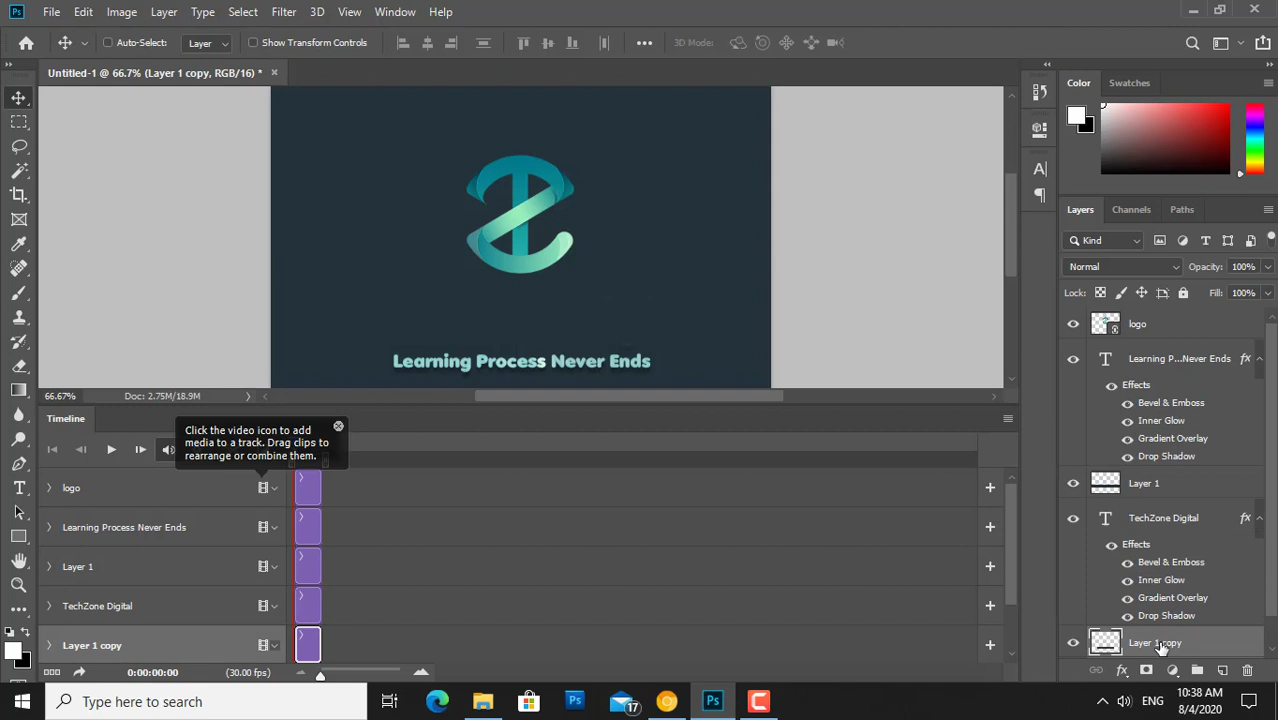 Ps File Edit Image Layer Type Select Filter 3D View Window Help
Auto-Select: Layer Show Transform Controls 3D Mode:
Untitled-1 @ 66.7% (Layer 1 copy, RGB/16) *
Color Swatches
Learning Process Never Ends
Layers Channels Paths
Kind
Normal Opacity: 100%
Lock: Fill: 100%
logo
Learning P...Never Ends fx
Effects
Bevel & Emboss
Inner Glow
Gradient Overlay
Drop Shadow
Layer 1
TechZone Digital fx
Effects
Bevel & Emboss
Inner Glow
Gradient Overlay
Drop Shadow
Layer 1 copy
66.67% Doc: 2.75M/18.9M
Timeline
Click the video icon to add
media to a track. Drag clips to
rearrange or combine them.
logo
Learning Process Never Ends
Layer 1
TechZone Digital
Layer 1 copy
0:00:00:00 (30.00 fps)
Type here to search
17
ENG
10:38 AM
8/4/2020